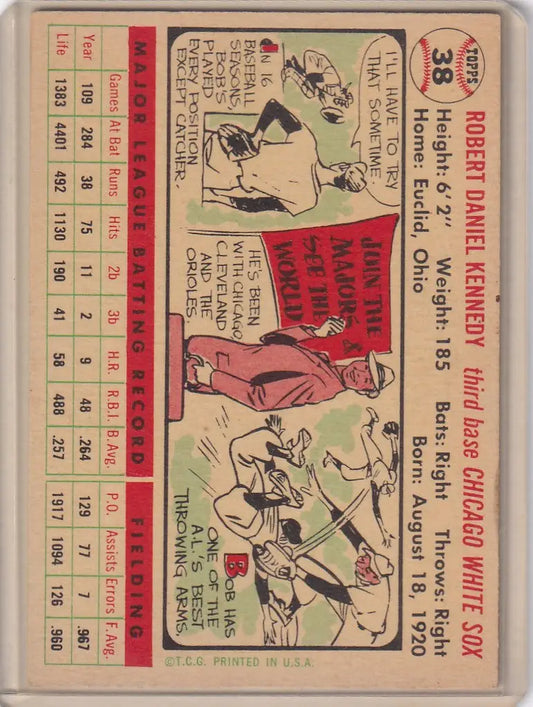 TOPPS
38
ROBERT DANIEL KENNEDY third base CHICAGO WHITE SOX
Height: 6'2" Weight: 185 Bats: Right Throws: Right
Home: Euclid, Ohio Born: August 18, 1920
I'LL HAVE TO TRY
THAT SOMETIME
IN 16
BASEBALL
SEASONS,
BOB'S
PLAYED
EVERY POSITION
EXCEPT CATCHER.
JOIN THE
MAJORS &
SEE THE
WORLD
HE'S BEEN
WITH CHICAGO
CLEVELAND
AND THE
ORIOLES.
BOB HAS
ONE OF THE
A.L.'S BEST
THROWING ARMS.
©T.C.G. PRINTED IN U.S.A.
MAJOR LEAGUE BATTING RECORD FIELDING
Games At Bat Runs Hits 2b 3b H.R. R.B.I. B.Avg. P.O. Assists Errors F. Avg.
Year 109 284 38 75 11 2 9 48 .264 129 77 7 .967
Life 1383 4401 492 1130 190 41 58 488 .257 1917 1094 126 .960